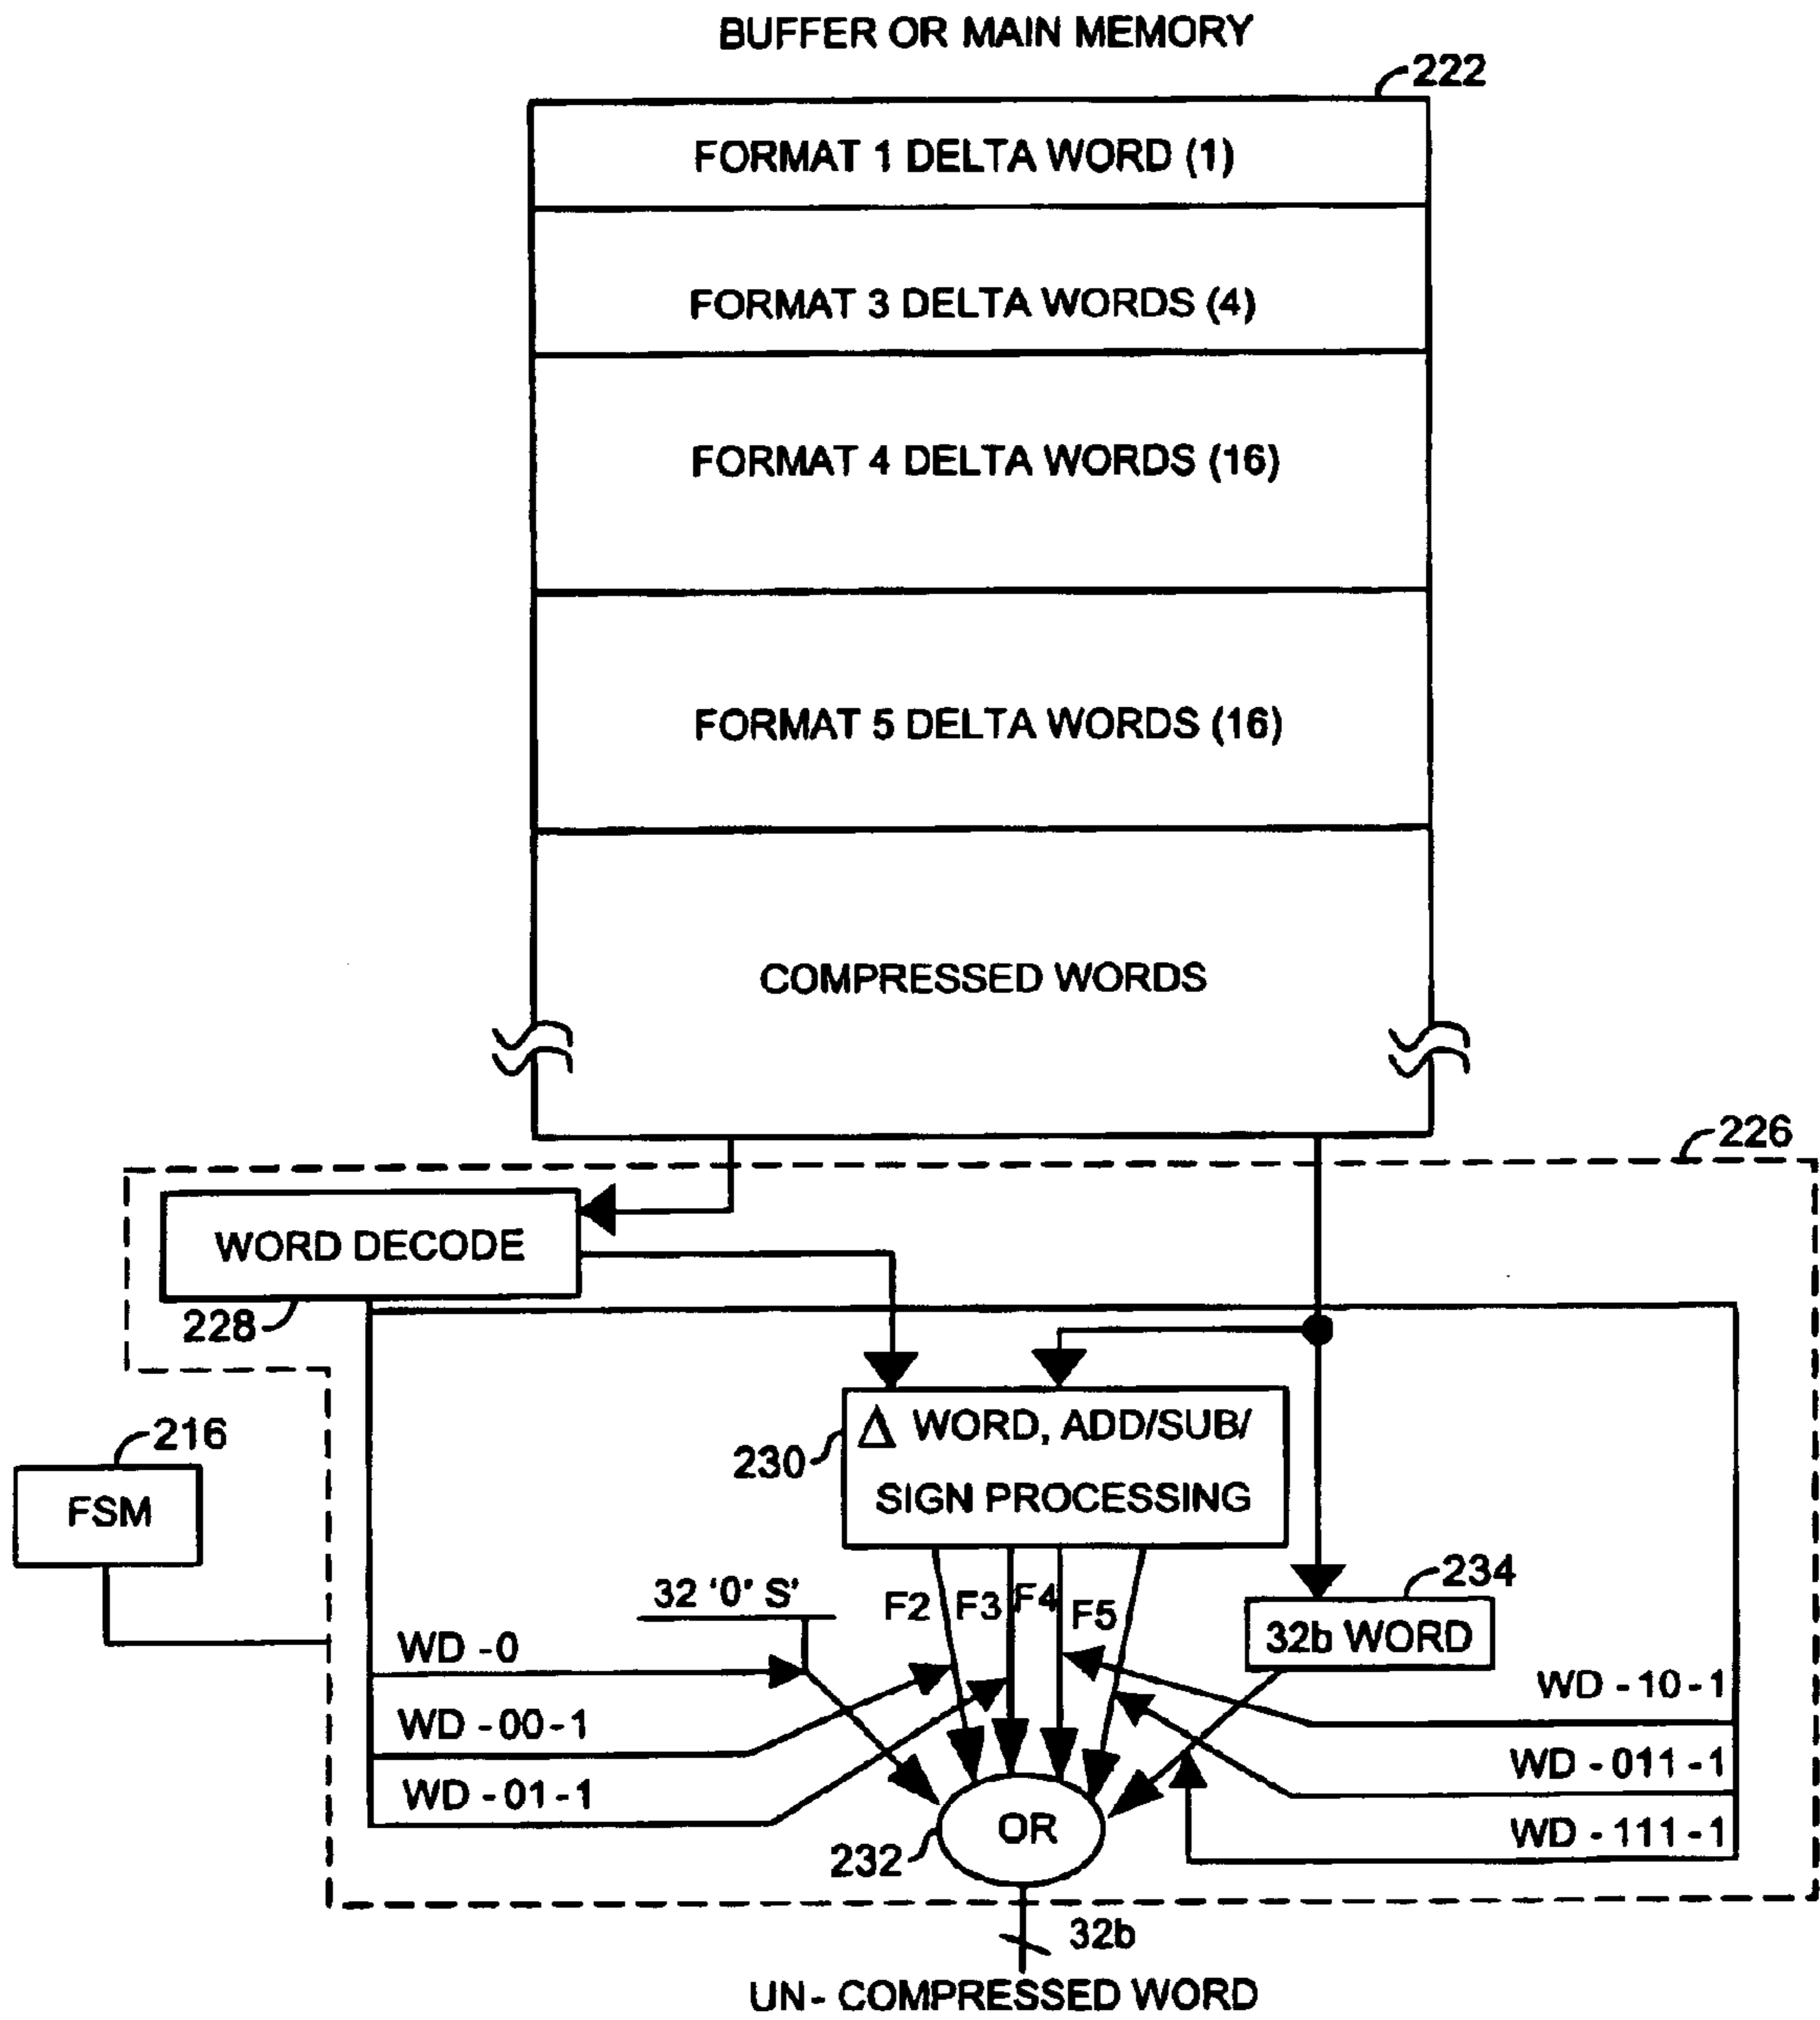 BUFFER OR MAIN MEMORY
222
FORMAT 1 DELTA WORD (1)
FORMAT 3 DELTA WORDS (4)
FORMAT 4 DELTA WORDS (16)
FORMAT 5 DELTA WORDS (16)
COMPRESSED WORDS
226
WORD DECODE
228
216
FSM
230
Δ WORD, ADD/SUB/
SIGN PROCESSING
234
32b WORD
32 '0' S'
F2 F3 F4 F5
WD -0
WD -00-1
WD -01-1
WD -10-1
WD -011-1
WD -111-1
OR
232
32b
UN- COMPRESSED WORD